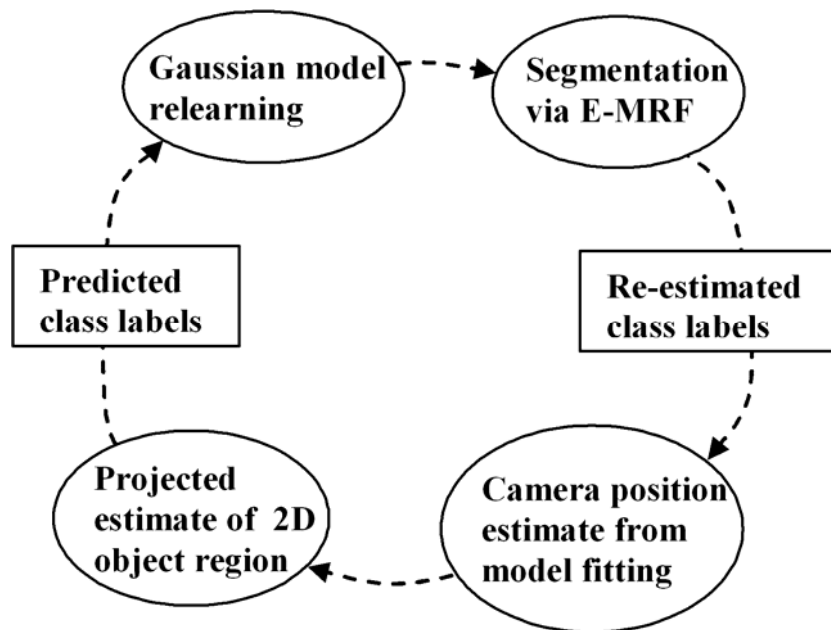 Gaussian model
relearning
Segmentation
via E-MRF
Predicted
class labels
Re-estimated
class labels
Projected
estimate of 2D
object region
Camera position
estimate from
model fitting